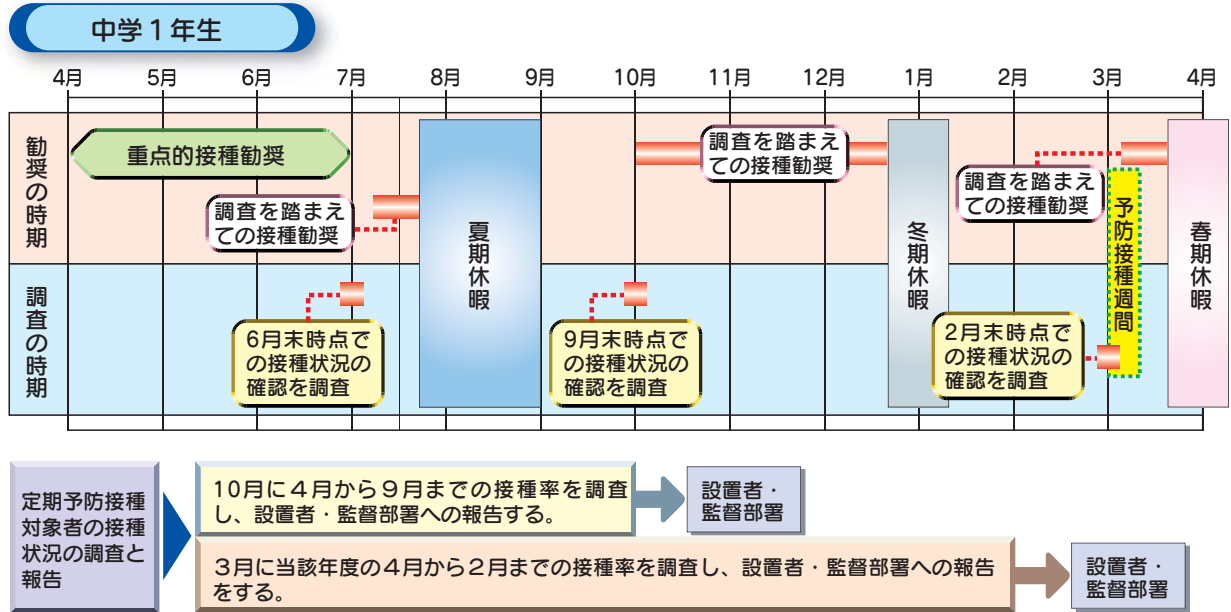 中学1年生
4月 5月 6月 7月 8月 9月 10月 11月 12月 1月 2月 3月 4月
勧奨の時期
重点的接種勧奨
調査を踏まえ
ての接種勧奨
調査を踏まえ
ての接種勧奨
調査を踏まえ
ての接種勧奨
夏期休暇
冬期休暇
予防接種週間
春期休暇
調査の時期
6月末時点で
の接種状況の
確認を調査
9月末時点で
の接種状況の
確認を調査
2月末時点で
の接種状況の
確認を調査
定期予防接種
対象者の接種
状況の調査と
報告
10月に4月から9月までの接種率を調査
し、設置者・監督部署への報告する。
設置者・
監督部署
3月に当該年度の4月から2月までの接種率を調査し、設置者・監督部署への報告
をする。
設置者・
監督部署